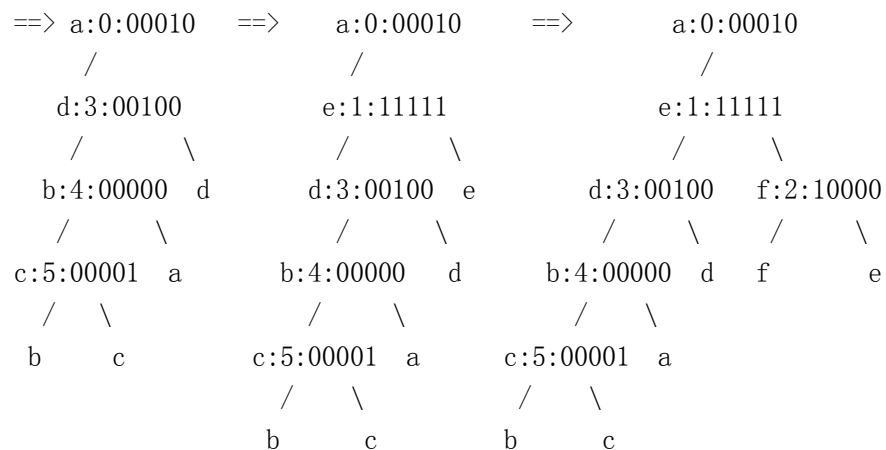 ==> a:0:00010 ==> a:0:00010 ==> a:0:00010
/ / /
d:3:00100 e:1:11111 e:1:11111
/ \ / \ / \
b:4:00000 d d:3:00100 e d:3:00100 f:2:10000
/ \ / \ / \ / \
c:5:00001 a b:4:00000 d b:4:00000 d f e
/ \ / \ / \
b c c:5:00001 a c:5:00001 a
/ \ / \
b c b c